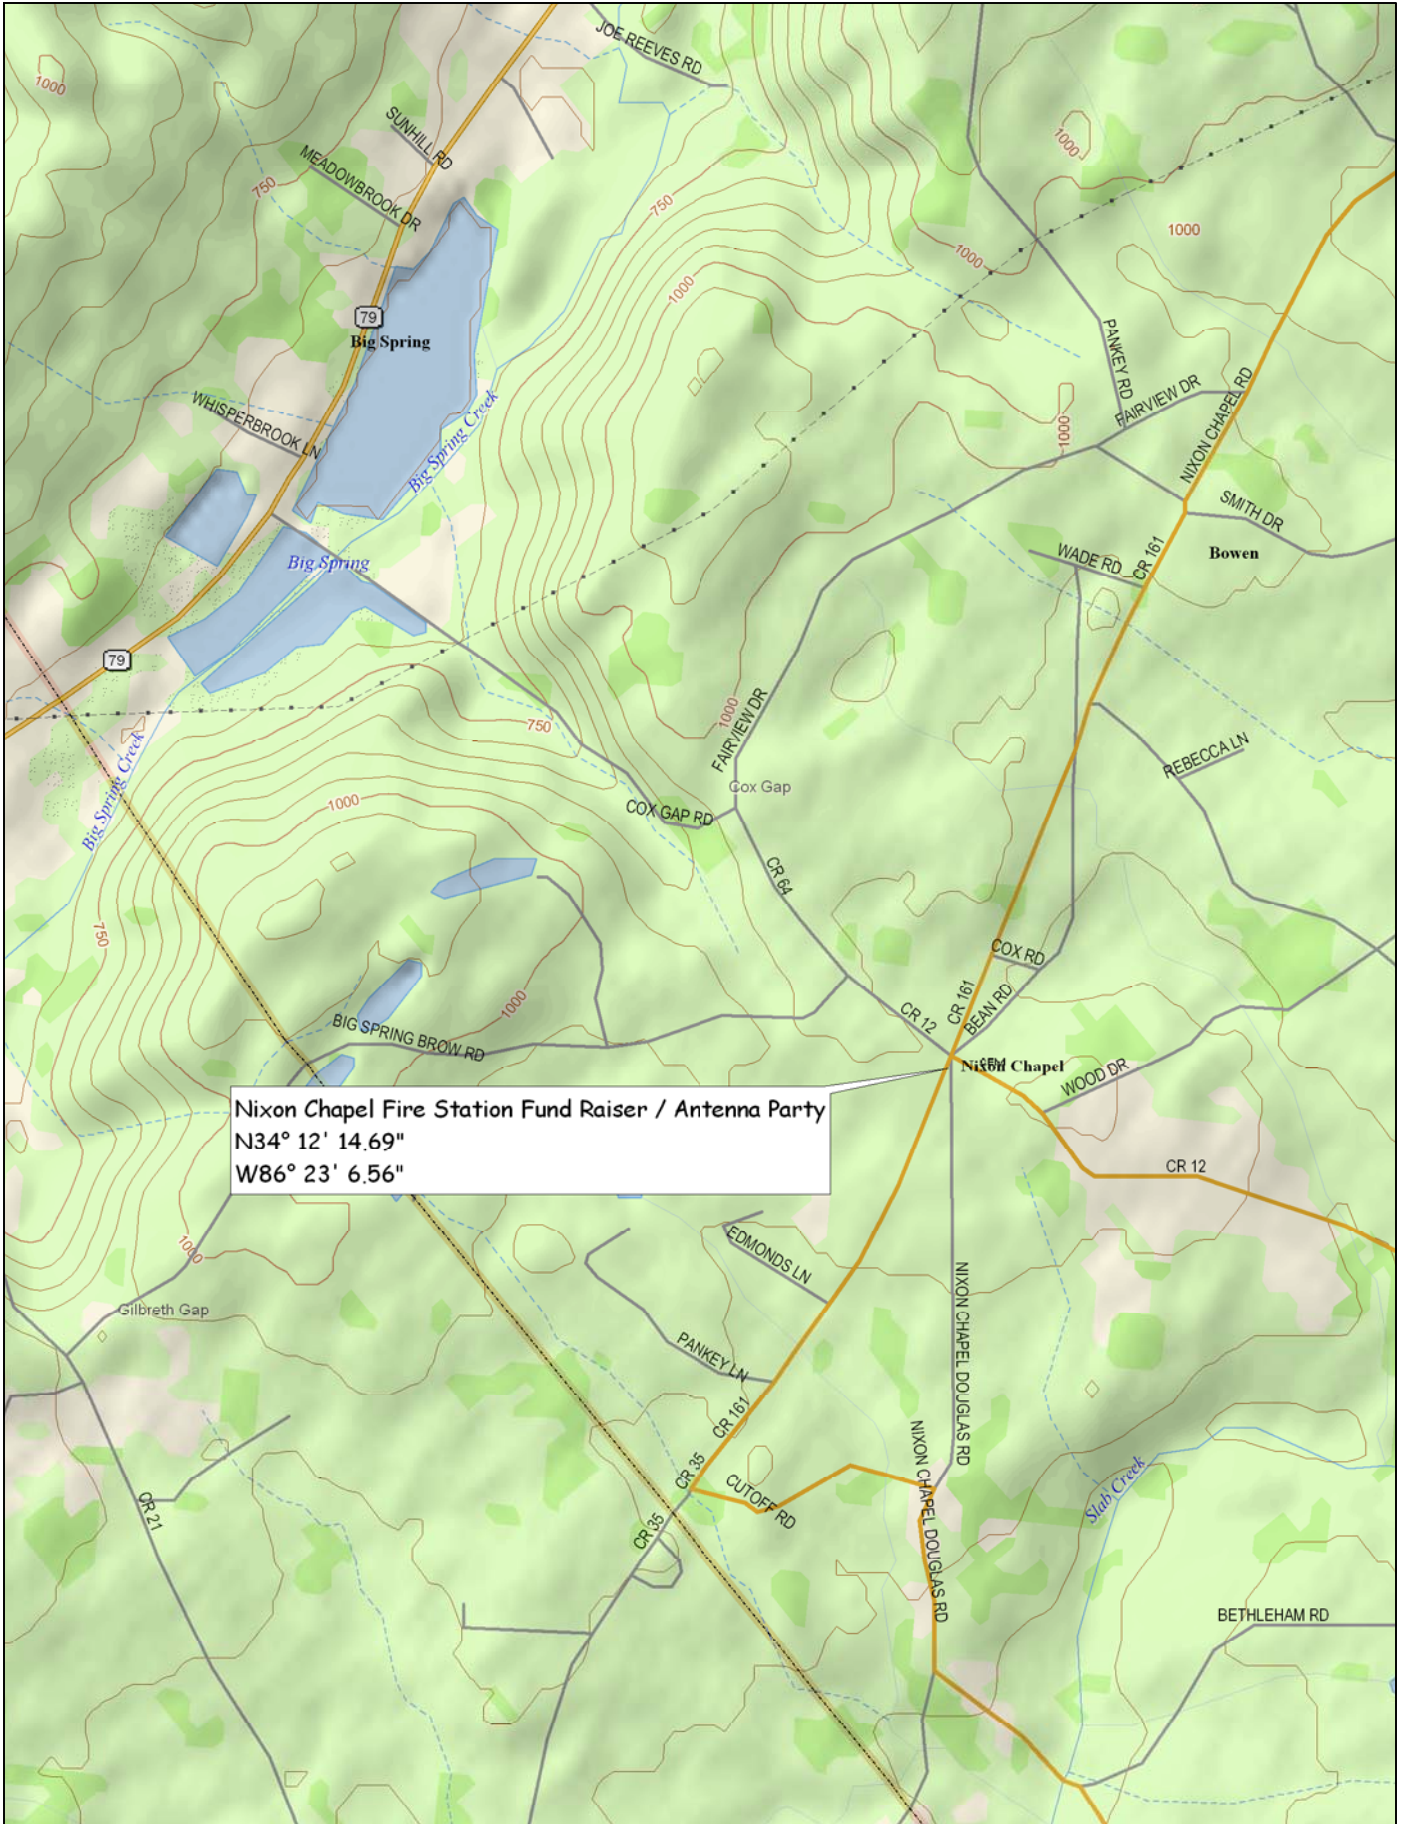 JOE REEVES RD
1000
SUNHILL RD
MEADOWBROOK DR
1000
750
750
1000
1000
1000
79
Big Spring
PANKEY RD
FAIRVIEW DR
NIXON CHAPEL RD
WHISPERBROOK LN
Big Spring Creek
1000
SMITH DR
Big Spring
WADE RD
CR 161
Bowen
79
1000
FAIRVIEW DR
750
REBECCA LN
Big Spring Creek
Cox Gap
1000
COX GAP RD
CR 64
750
COX RD
1000
CR 161
BEAN RD
CR 12
BIG SPRING BROW RD
Nixon Chapel
WOOD DR
Nixon Chapel Fire Station Fund Raiser / Antenna Party
N34° 12' 14.69"
W86° 23' 6.56"
CR 12
1000
EDMONDS LN
Gilbreth Gap
NIXON CHAPEL DOUGLAS RD
PANKEY LN
CR 161
CR 35
CUTOFF RD
NIXON CHAPEL DOUGLAS RD
Slab Creek
CR 21
CR 35
BETHLEHAM RD